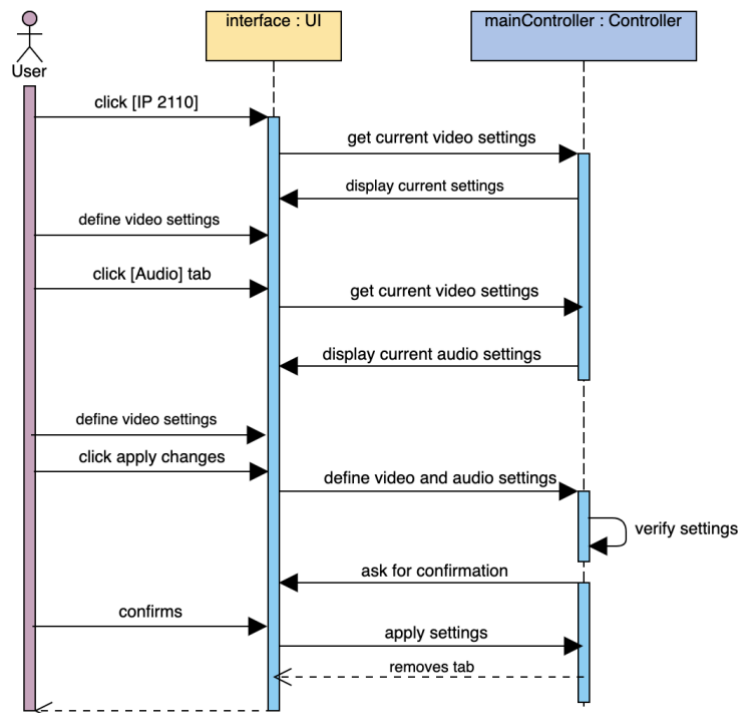 interface : UI
mainController : Controller
User
click [IP 2110]
get current video settings
display current settings
define video settings
click [Audio] tab
get current video settings
display current audio settings
define video settings
click apply changes
define video and audio settings
verify settings
ask for confirmation
confirms
apply settings
removes tab